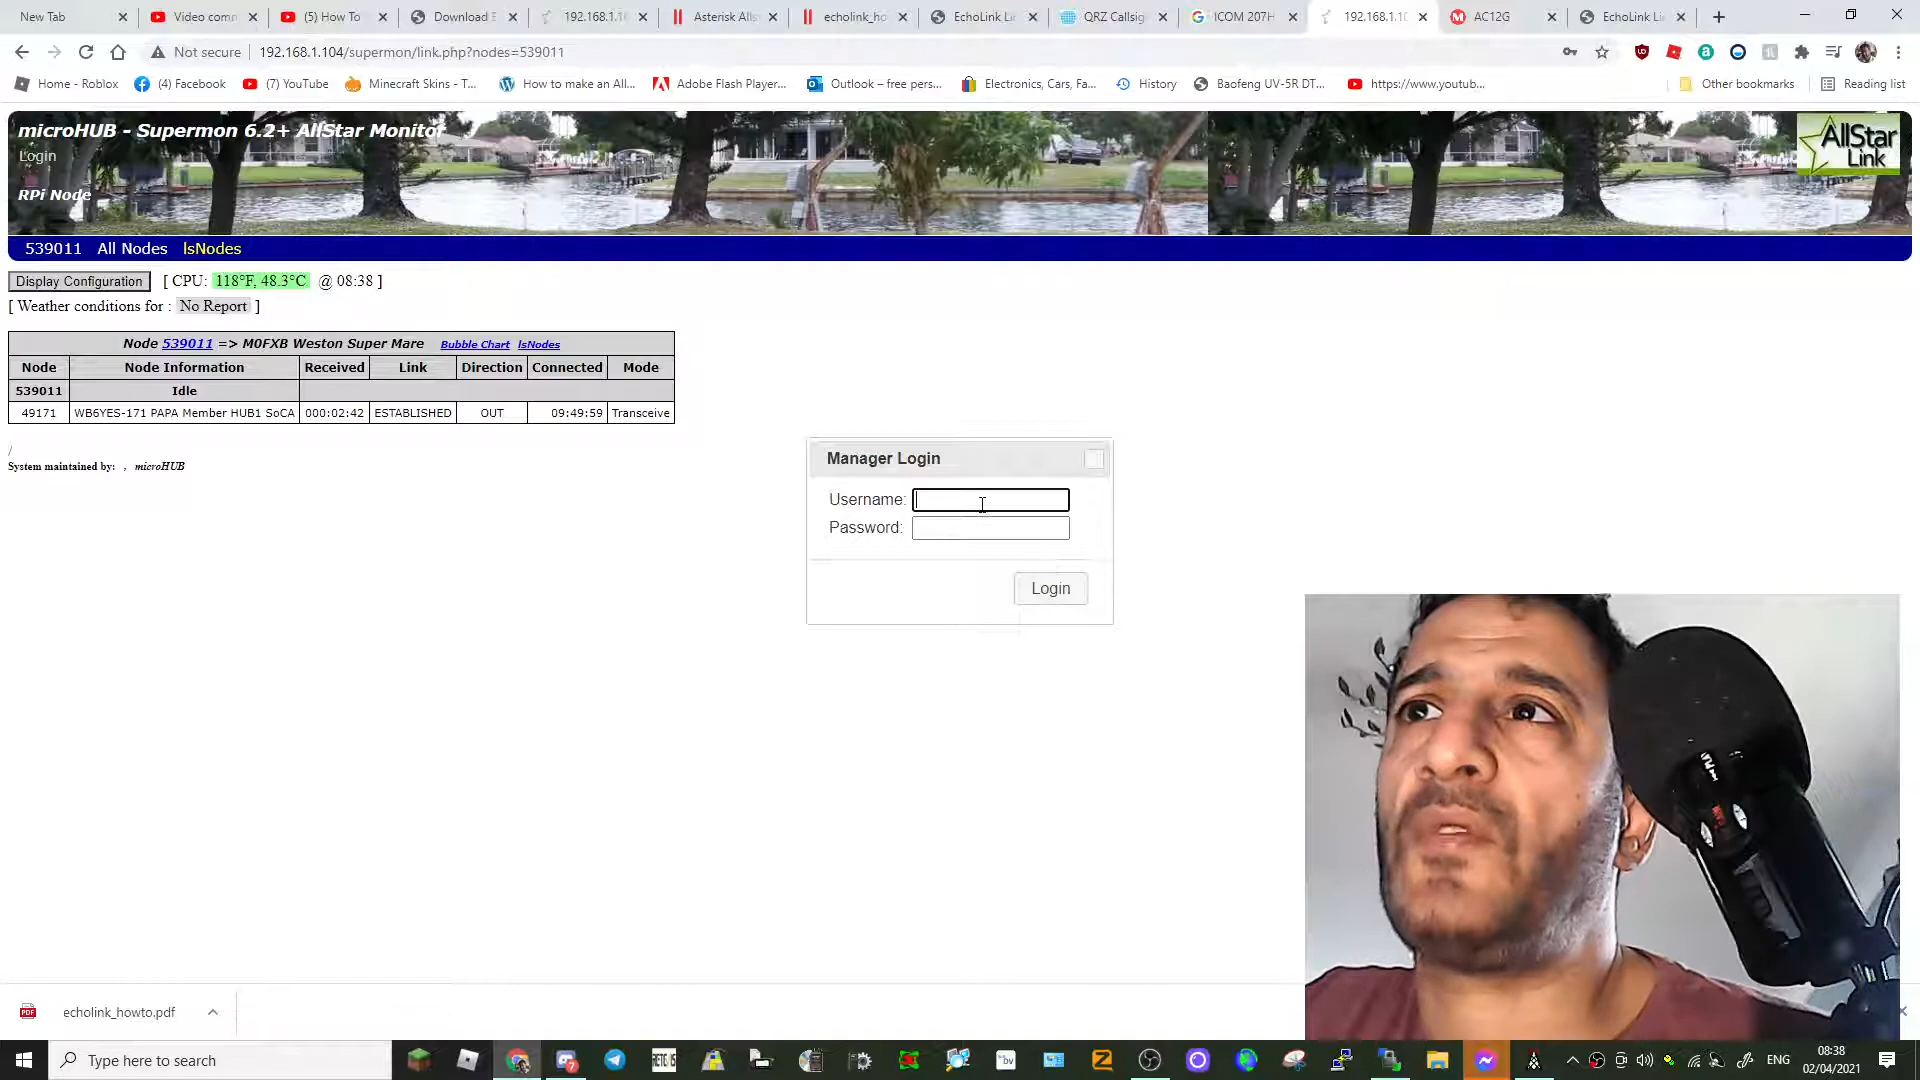 New Tab
Video comm
(5) How To
Download E
192.168.1.10
Asterisk Alls
echolink_ho
EchoLink Lin
QRZ Callsign
ICOM 207H
192.168.1.10
AC12G
EchoLink Lin
Not secure
192.168.1.104/supermon/link.php?nodes=539011
Home - Roblox
(4) Facebook
(7) YouTube
Minecraft Skins - T...
How to make an All...
Adobe Flash Player...
Outlook – free pers...
Electronics, Cars, Fa...
History
Baofeng UV-5R DT...
https://www.youtub...
Other bookmarks
Reading list
microHUB - Supermon 6.2+ AllStar Monitor
Login
RPi Node
AllStar
Link
539011 All Nodes lsNodes
Display Configuration [ CPU: 118°F, 48.3°C @ 08:38 ]
[ Weather conditions for : No Report ]
Node 539011 => M0FXB Weston Super Mare Bubble Chart lsNodes
Node Node Information Received Link Direction Connected Mode
539011 Idle
49171 WB6YES-171 PAPA Member HUB1 SoCA 000:02:42 ESTABLISHED OUT 09:49:59 Transceive
/
System maintained by: , microHUB
Manager Login
Username:
Password:
Login
echolink_howto.pdf
Type here to search
ENG
08:38
02/04/2021